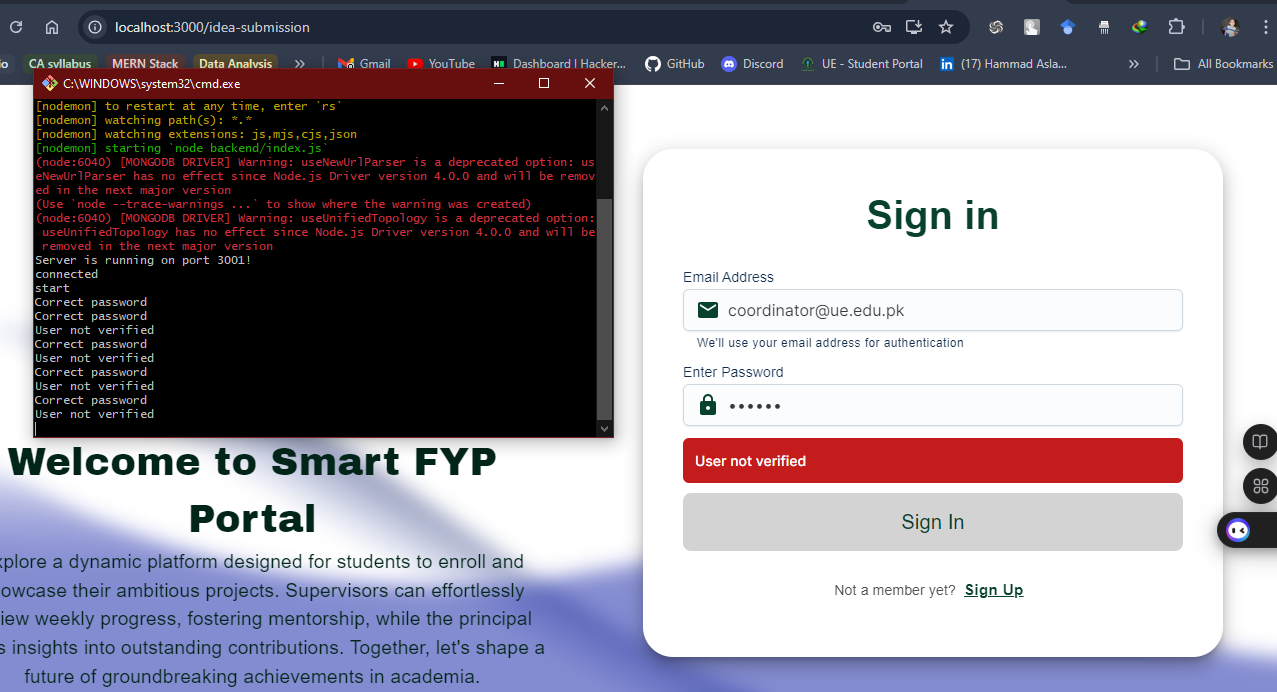 localhost:3000/idea-submission
io
CA syllabus
MERN Stack
Data Analysis
Gmail
YouTube
Dashboard | Hacker...
GitHub
Discord
UE - Student Portal
(17) Hammad Asla...
All Bookmarks
C:\WINDOWS\system32\cmd.exe
[nodemon] to restart at any time, enter `rs`
[nodemon] watching path(s): *.*
[nodemon] watching extensions: js,mjs,cjs,json
[nodemon] starting `node backend/index.js`
(node:6040) [MONGODB DRIVER] Warning: useNewUrlParser is a deprecated option: us
eNewUrlParser has no effect since Node.js Driver version 4.0.0 and will be remov
ed in the next major version
(Use `node --trace-warnings ...` to show where the warning was created)
(node:6040) [MONGODB DRIVER] Warning: useUnifiedTopology is a deprecated option:
useUnifiedTopology has no effect since Node.js Driver version 4.0.0 and will be
removed in the next major version
Server is running on port 3001!
connected
start
Correct password
Correct password
User not verified
Correct password
User not verified
Correct password
User not verified
Correct password
User not verified
Welcome to Smart FYP
Portal
xplore a dynamic platform designed for students to enroll and
owcase their ambitious projects. Supervisors can effortlessly
iew weekly progress, fostering mentorship, while the principal
s insights into outstanding contributions. Together, let's shape a
future of groundbreaking achievements in academia.
Sign in
Email Address
coordinator@ue.edu.pk
We'll use your email address for authentication
Enter Password
••••••
User not verified
Sign In
Not a member yet? Sign Up